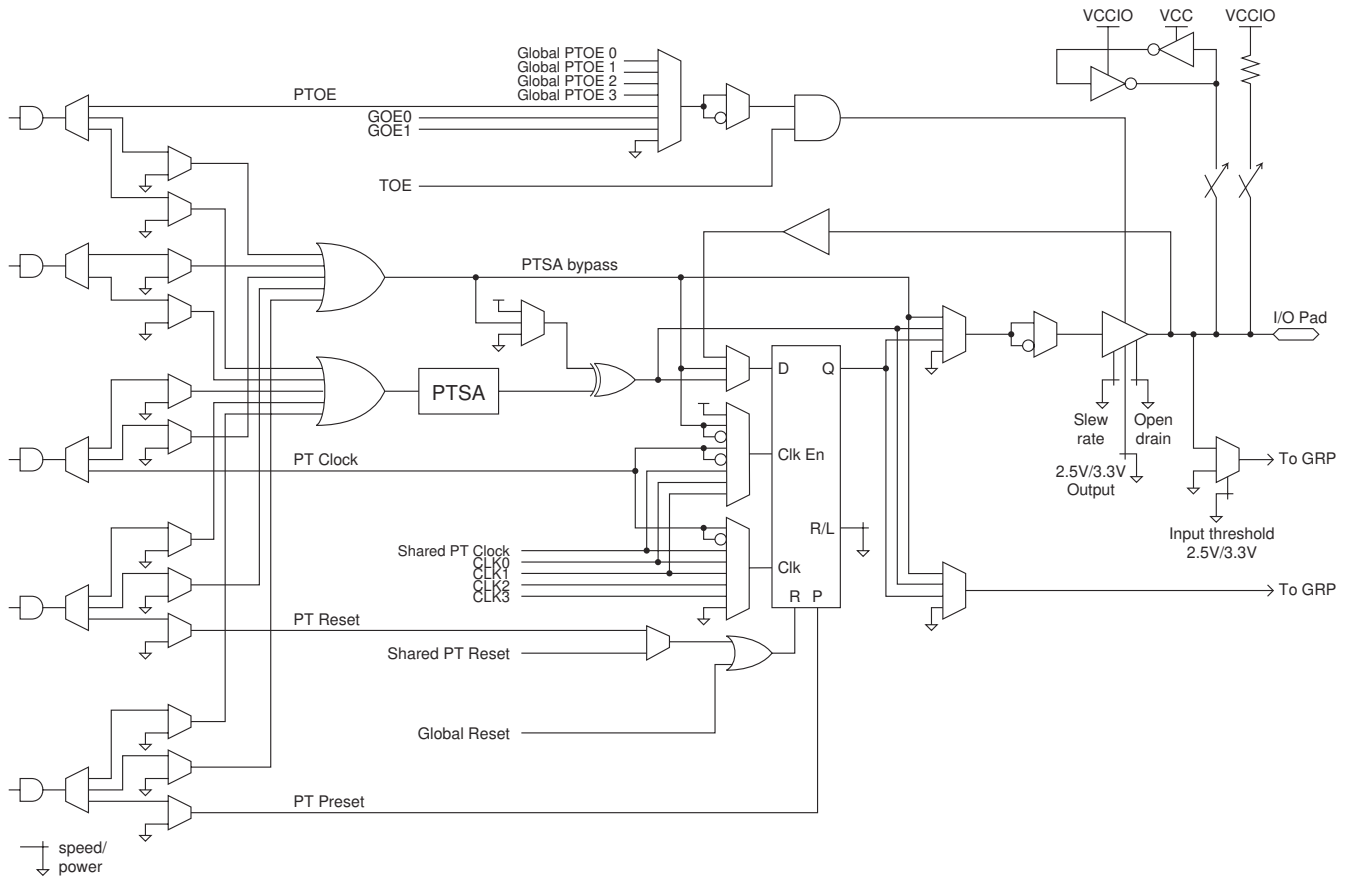 VCCIO
VCC
VCCIO
Global PTOE 0
Global PTOE 1
Global PTOE 2
Global PTOE 3
PTOE
GOE0
GOE1
TOE
PTSA bypass
I/O Pad
D
Q
PTSA
Slew
rate
Open
drain
PT Clock
Clk En
To GRP
2.5V/3.3V
Output
R/L
Input threshold
2.5V/3.3V
Shared PT Clock
CLK0
CLK1
CLK2
CLK3
Clk
R
P
To GRP
PT Reset
Shared PT Reset
Global Reset
PT Preset
speed/
power